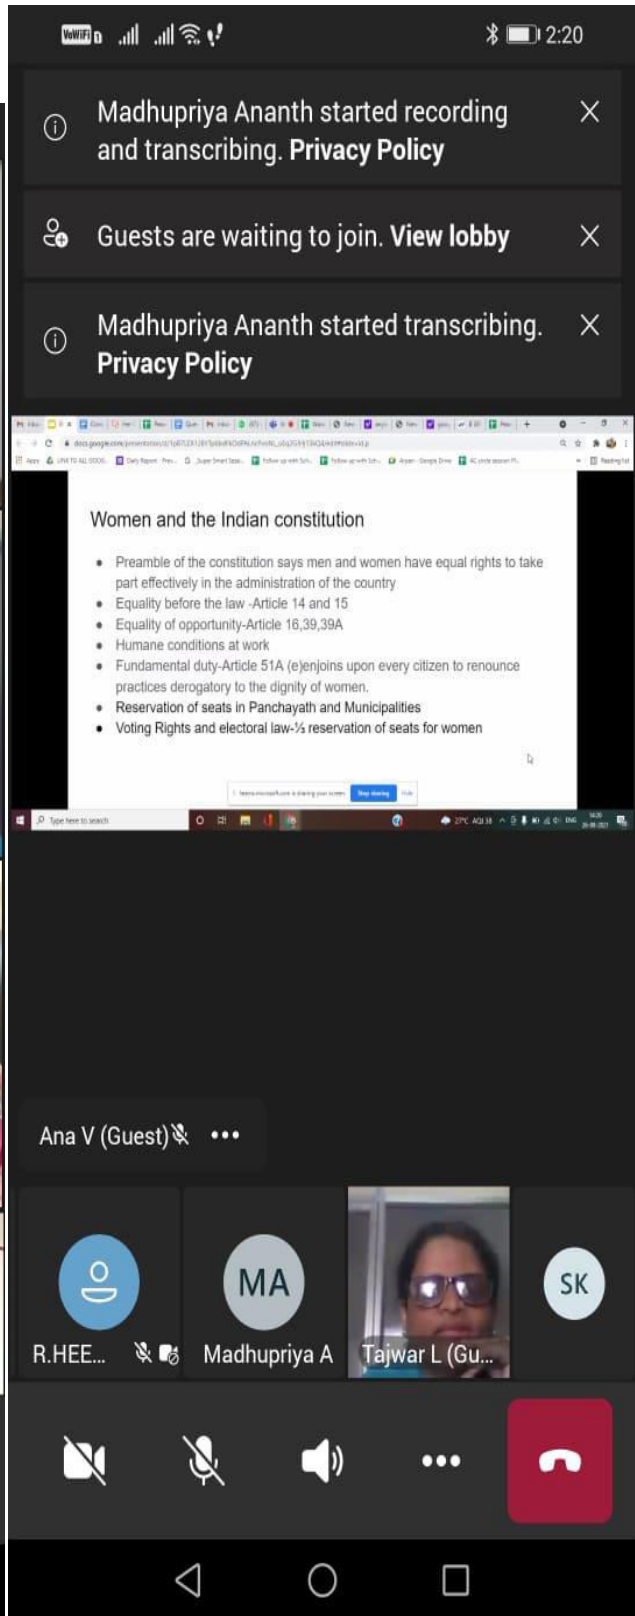 VoWiFi 2:20
Madhupriya Ananth started recording
and transcribing. Privacy Policy
Guests are waiting to join. View lobby
Madhupriya Ananth started transcribing.
Privacy Policy
Women and the Indian constitution
Preamble of the constitution says men and women have equal rights to take
part effectively in the administration of the country
Equality before the law -Article 14 and 15
Equality of opportunity-Article 16,39,39A
Humane conditions at work
Fundamental duty-Article 51A (e)enjoins upon every citizen to renounce
practices derogatory to the dignity of women.
Reservation of seats in Panchayath and Municipalities
Voting Rights and electoral law-⅓ reservation of seats for women
Stop sharing Hide
Type here to search 27°C AQI 38 ENG
Ana V (Guest)
MA SK
R.HEE... Madhupriya A Tajwar L (Gu...